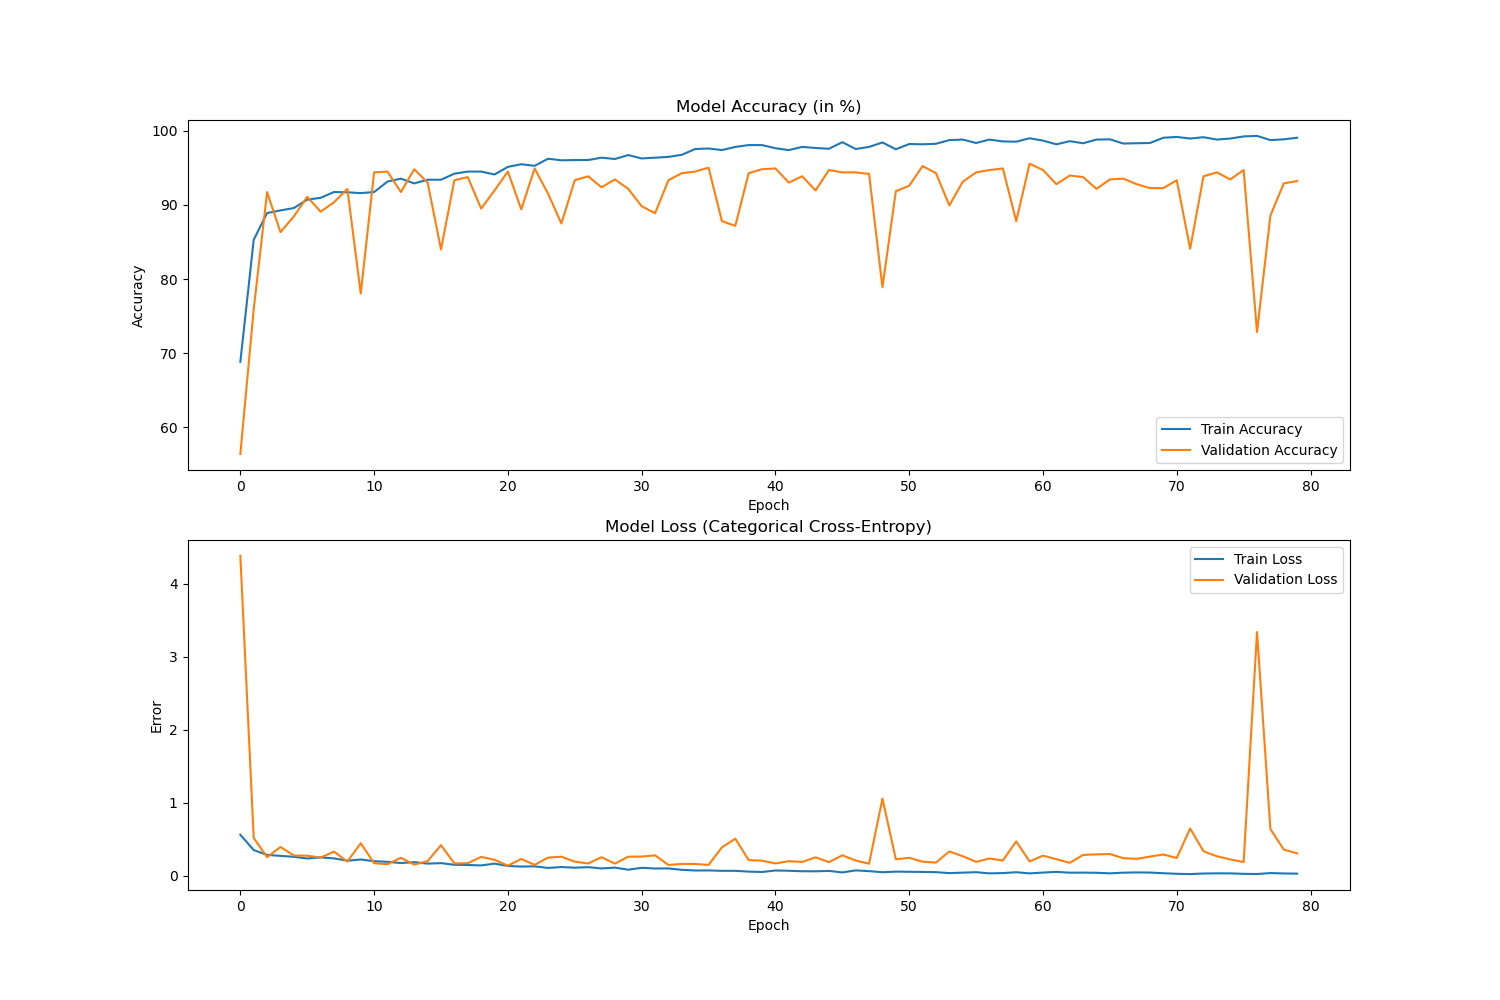 Model Accuracy (in %)
100
90
80
70
60
Accuracy
Train Accuracy
Validation Accuracy
0 10 20 30 40 50 60 70 80
Epoch
Model Loss (Categorical Cross-Entropy)
Train Loss
Validation Loss
4
3
2
1
0
Error
0 10 20 30 40 50 60 70 80
Epoch